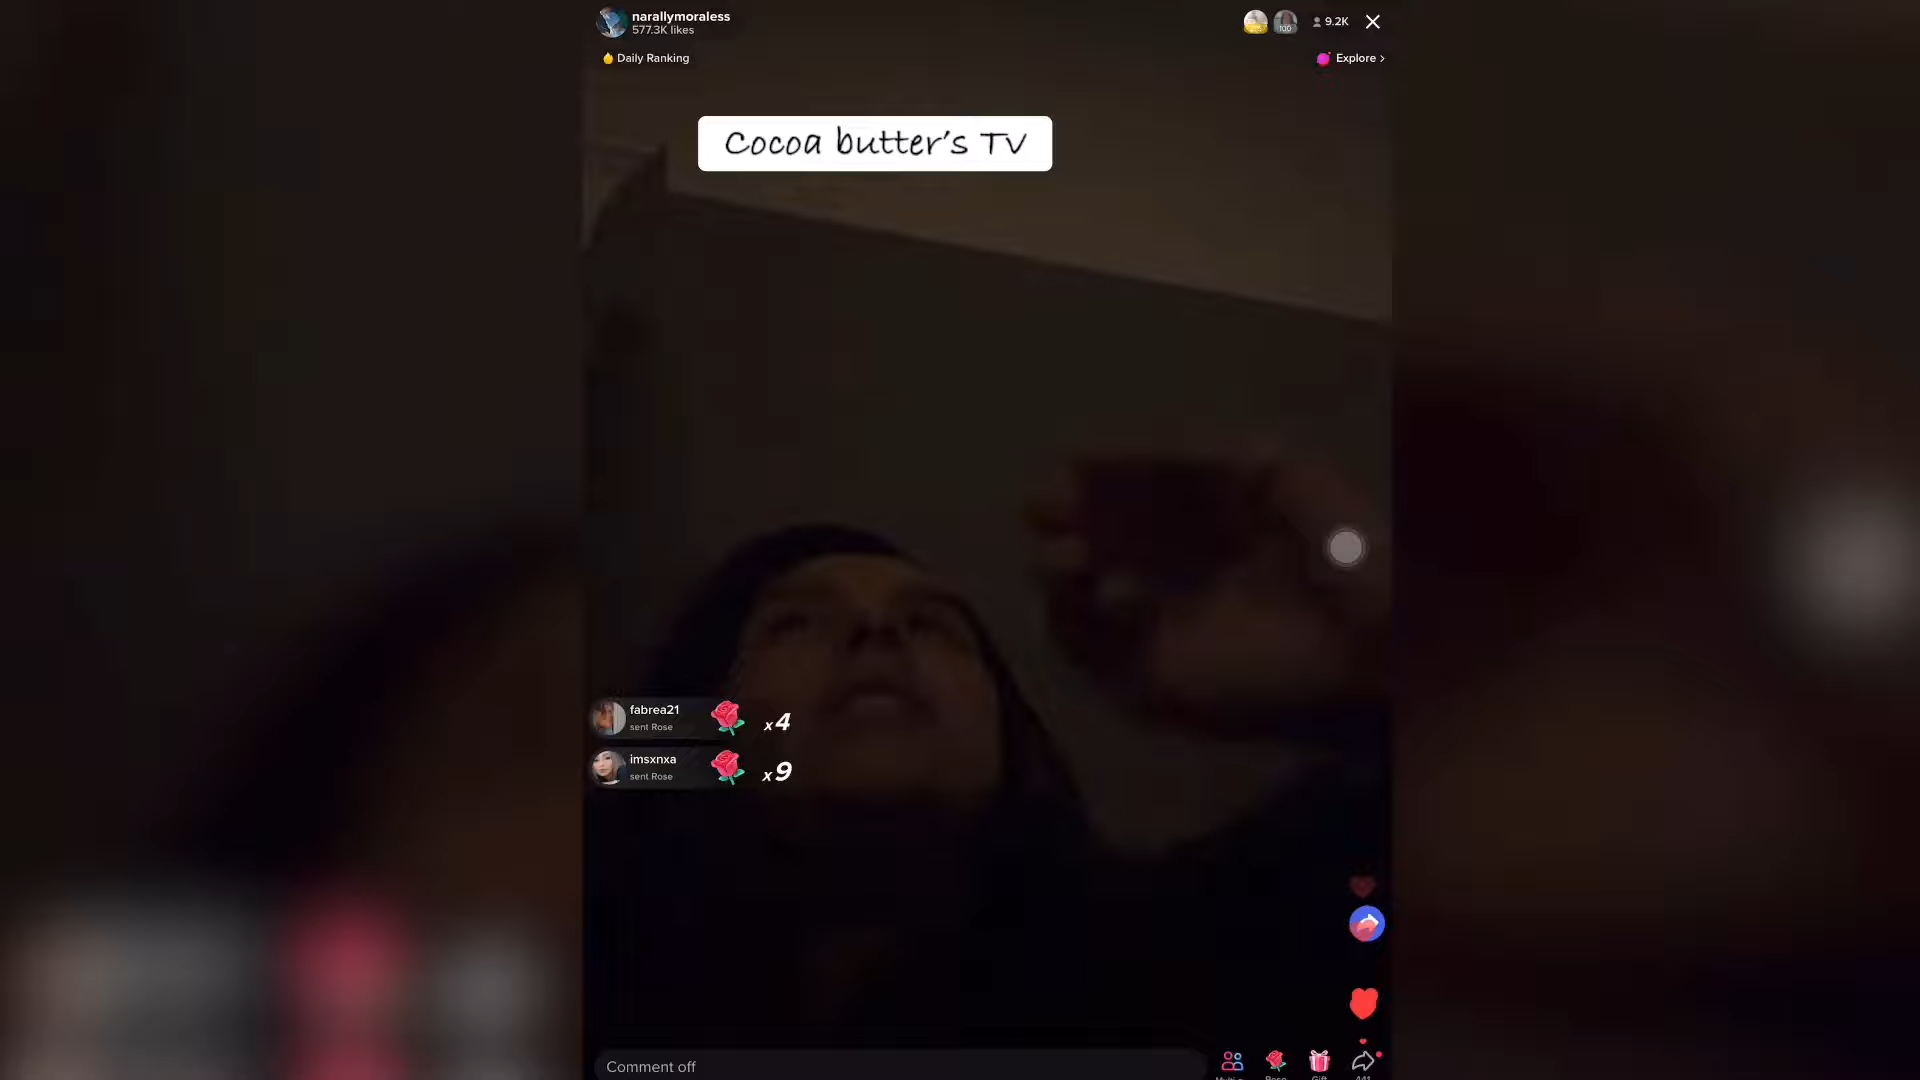 narallymoraless
577.3K likes
100
9.2K
Daily Ranking
Explore >
Cocoa butter's TV
fabrea21
sent Rose
x4
imsxnxa
sent Rose
x9
Comment off